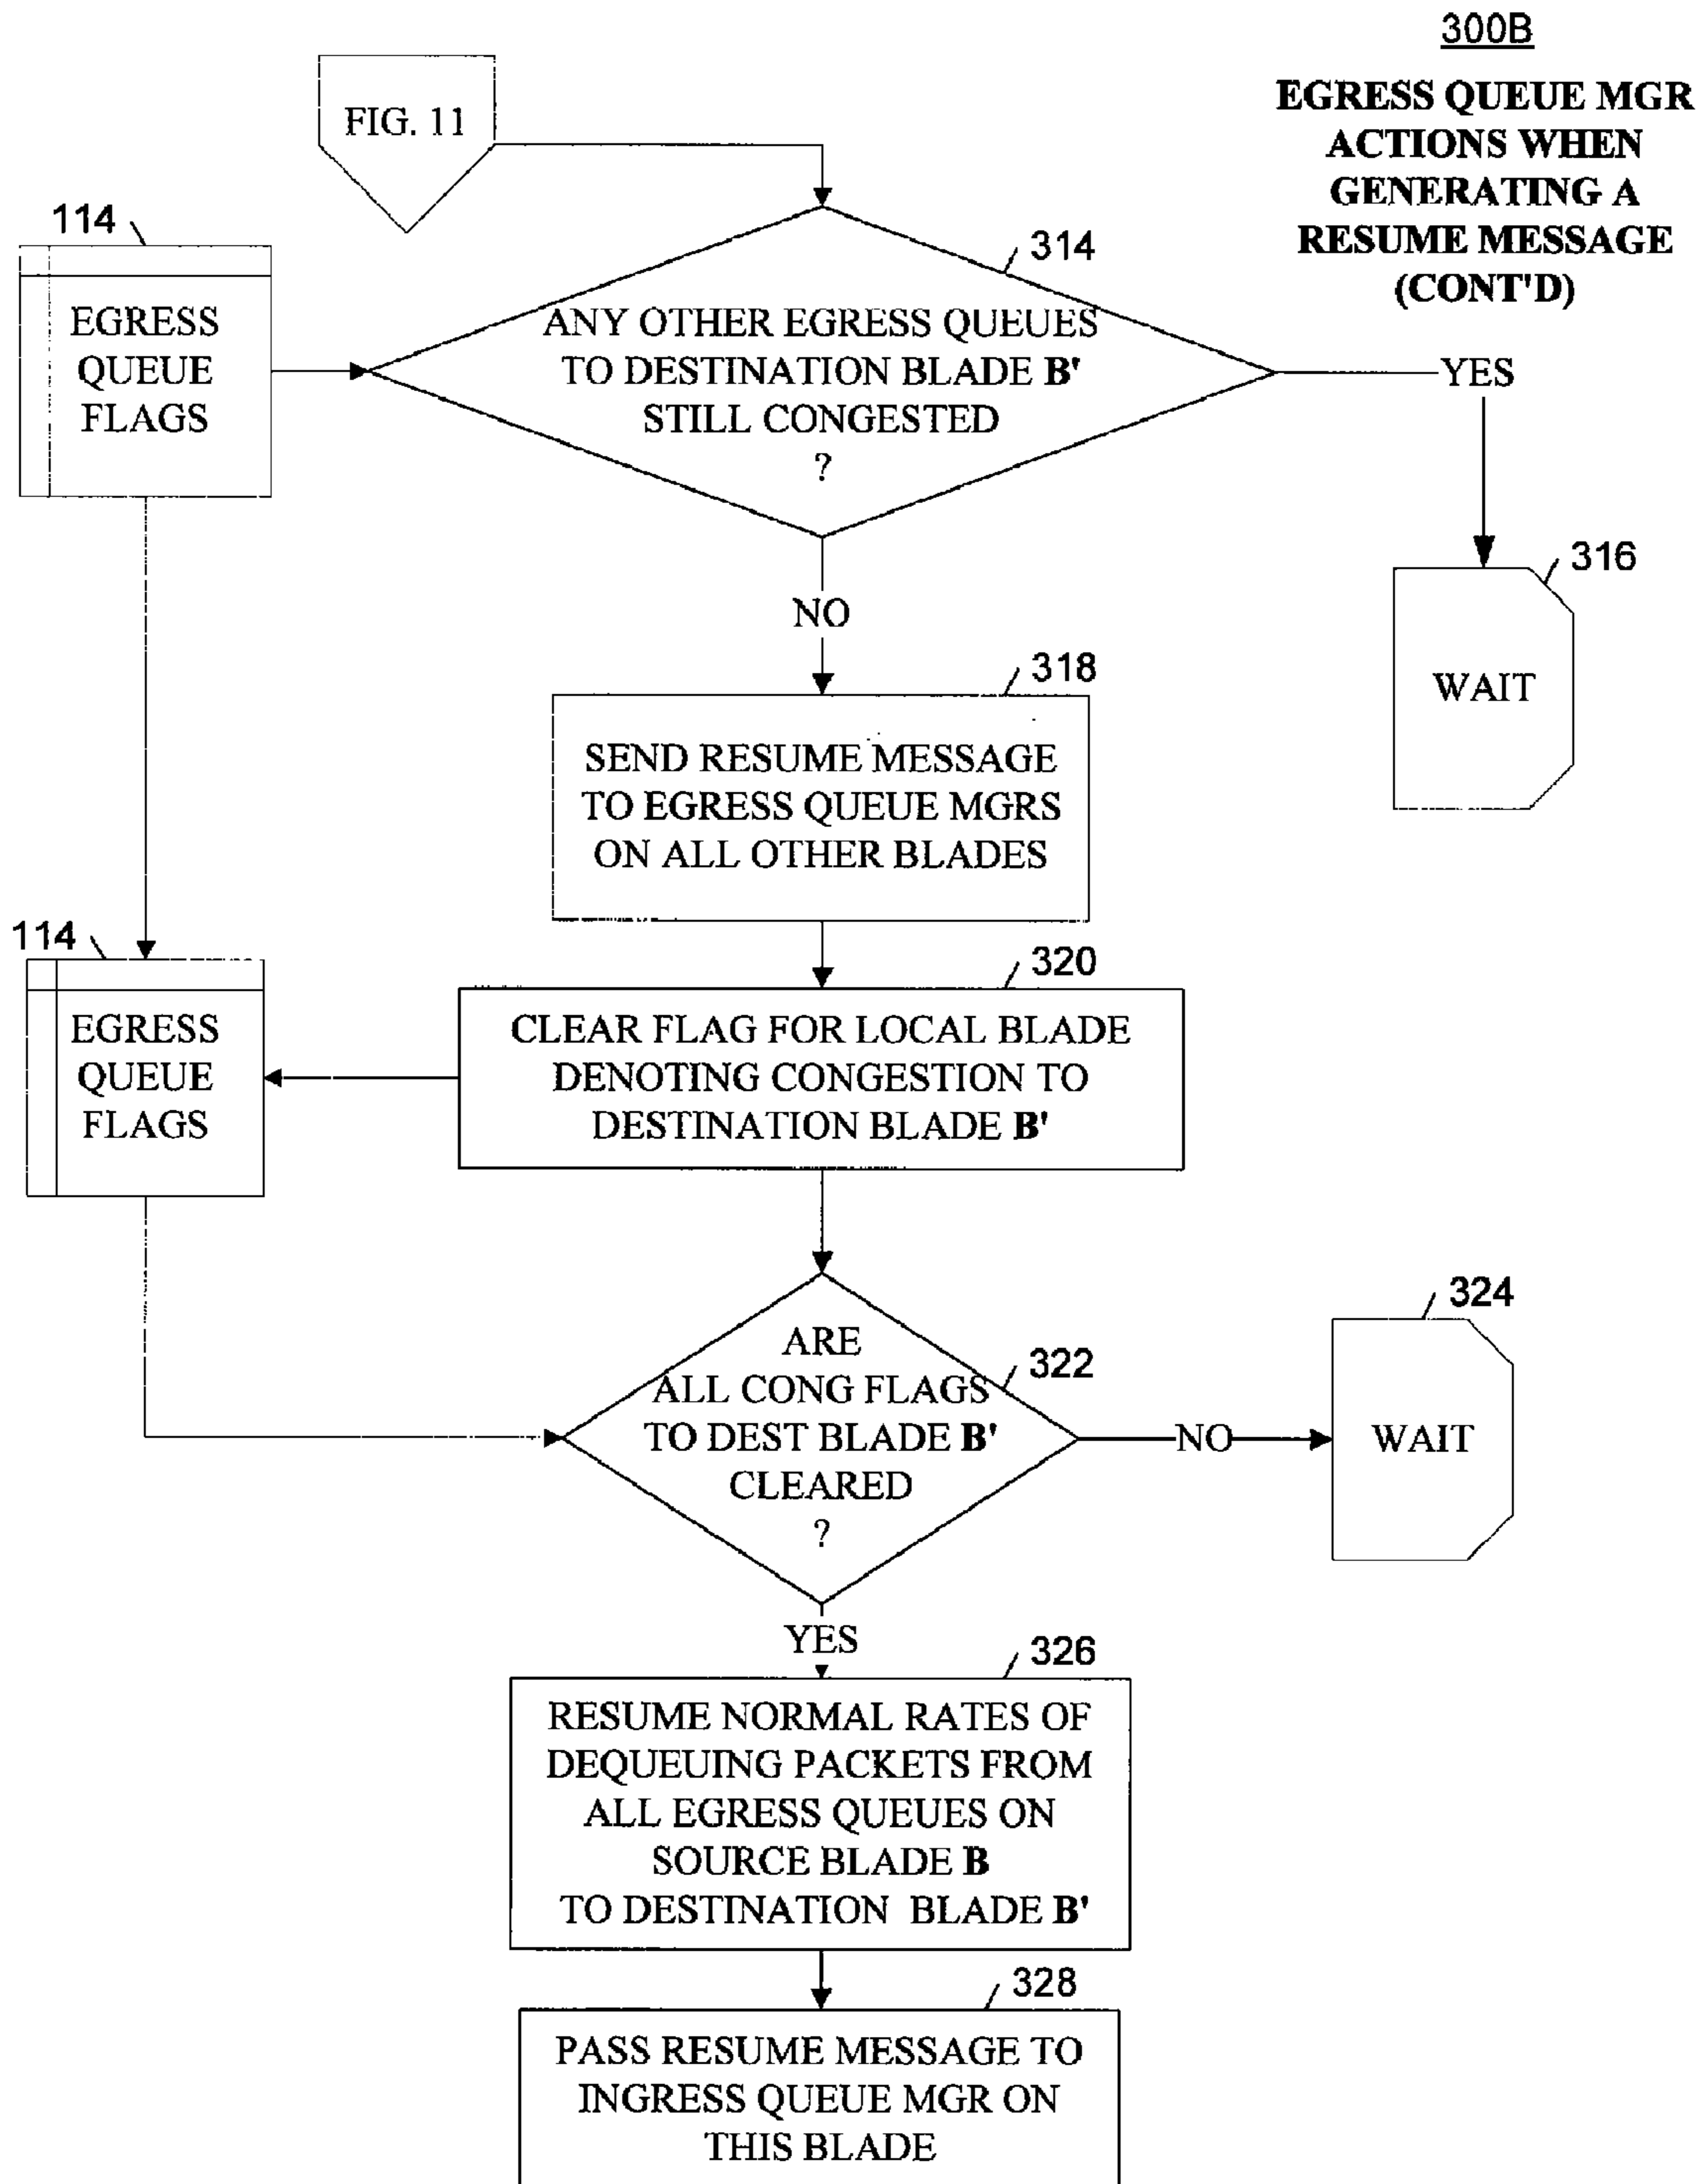 300B
EGRESS QUEUE MGR
ACTIONS WHEN
GENERATING A
RESUME MESSAGE
(CONT'D)
FIG. 11
114
EGRESS
QUEUE
FLAGS
314
ANY OTHER EGRESS QUEUES
TO DESTINATION BLADE B'
STILL CONGESTED
?
YES
316
WAIT
NO
318
SEND RESUME MESSAGE
TO EGRESS QUEUE MGRS
ON ALL OTHER BLADES
114
EGRESS
QUEUE
FLAGS
320
CLEAR FLAG FOR LOCAL BLADE
DENOTING CONGESTION TO
DESTINATION BLADE B'
322
ARE
ALL CONG FLAGS
TO DEST BLADE B'
CLEARED
?
NO
324
WAIT
YES
326
RESUME NORMAL RATES OF
DEQUEUING PACKETS FROM
ALL EGRESS QUEUES ON
SOURCE BLADE B
TO DESTINATION BLADE B'
328
PASS RESUME MESSAGE TO
INGRESS QUEUE MGR ON
THIS BLADE